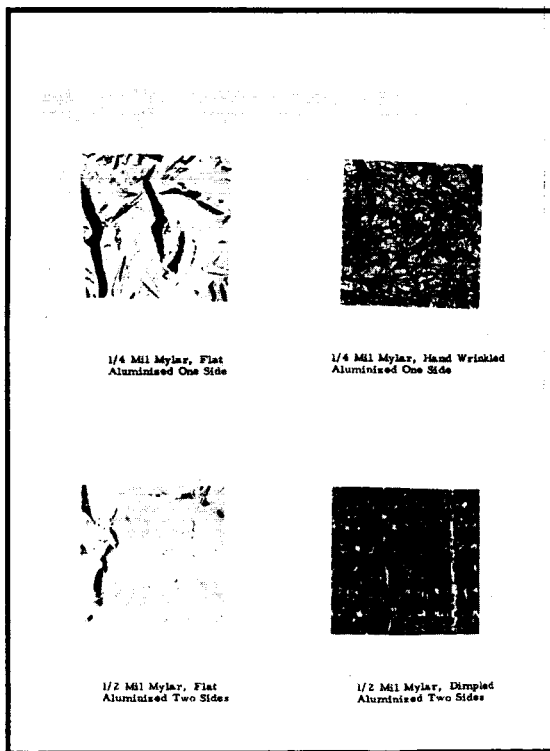 1/4 Mil Mylar, Flat
Aluminized One Side
1/4 Mil Mylar, Hand Wrinkled
Aluminized One Side
1/2 Mil Mylar, Flat
Aluminized Two Sides
1/2 Mil Mylar, Dimpled
Aluminized Two Sides